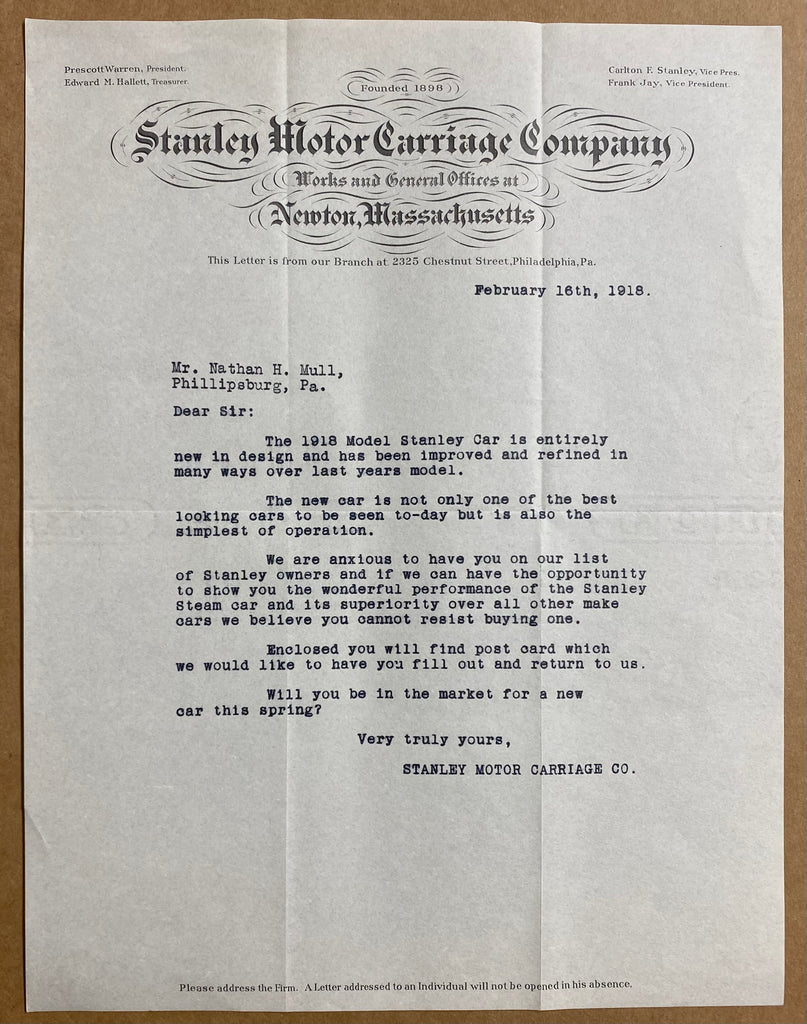 Prescott Warren, President.
Edward M. Hallett, Treasurer.
Carlton F. Stanley, Vice Pres.
Frank Jay, Vice President.
Founded 1898
Stanley Motor Carriage Company
Works and General Offices at
Newton, Massachusetts
This Letter is from our Branch at 2325 Chestnut Street, Philadelphia, Pa.
February 16th, 1918.
Mr. Nathan H. Mull,
Phillipsburg, Pa.
Dear Sir:
The 1918 Model Stanley Car is entirely
new in design and has been improved and refined in
many ways over last years model.
The new car is not only one of the best
looking cars to be seen to-day but is also the
simplest of operation.
We are anxious to have you on our list
of Stanley owners and if we can have the opportunity
to show you the wonderful performance of the Stanley
Steam car and its superiority over all other make
cars we believe you cannot resist buying one.
Enclosed you will find post card which
we would like to have you fill out and return to us.
Will you be in the market for a new
car this spring?
Very truly yours,
STANLEY MOTOR CARRIAGE CO.
Please address the Firm. A Letter addressed to an Individual will not be opened in his absence.